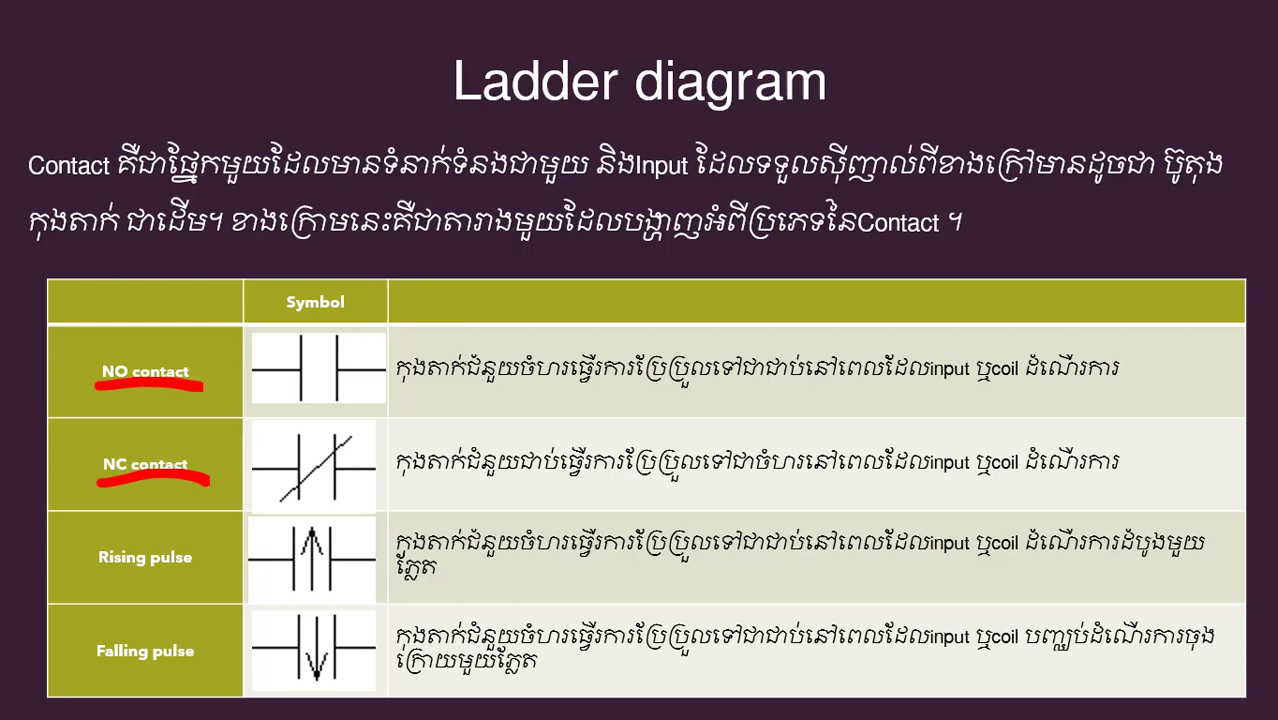 Ladder diagram
Contact គឺជាផ្នែកមួយដែលមានទំនាក់ទំនងជាមួយ និងInput ដែលទទួលស៊ីញាល់ពីខាងក្រៅមានដូចជា ប៊ូតុង
កុងតាក់ ជាដើម។ ខាងក្រោមនេះគឺជាតារាងមួយដែលបង្ហាញអំពីប្រភេទនៃContact ។
Symbol
NO contact
កុងតាក់ជំនួយចំហរធ្វើរការប្រែប្រួលទៅជាជាប់នៅពេលដែលinput ឬcoil ដំណើរការ
NC contact
កុងតាក់ជំនួយជាប់ធ្វើរការប្រែប្រួលទៅជាចំហរនៅពេលដែលinput ឬcoil ដំណើរការ
Rising pulse
កុងតាក់ជំនួយចំហរធ្វើរការប្រែប្រួលទៅជាជាប់នៅពេលដែលinput ឬcoil ដំណើរការដំបូងមួយ
ភ្លែត
Falling pulse
កុងតាក់ជំនួយចំហរធ្វើរការប្រែប្រួលទៅជាជាប់នៅពេលដែលinput ឬcoil បញ្ឈប់ដំណើរការចុង
ក្រោយមួយភ្លែត